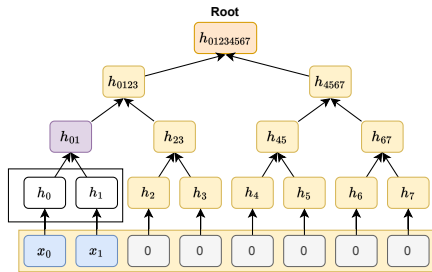 Root
h₀₁₂₃₄₅₆₇
h₀₁₂₃ h₄₅₆₇
h₀₁ h₂₃ h₄₅ h₆₇
h₀ h₁ h₂ h₃ h₄ h₅ h₆ h₇
x₀ x₁ 0 0 0 0 0 0